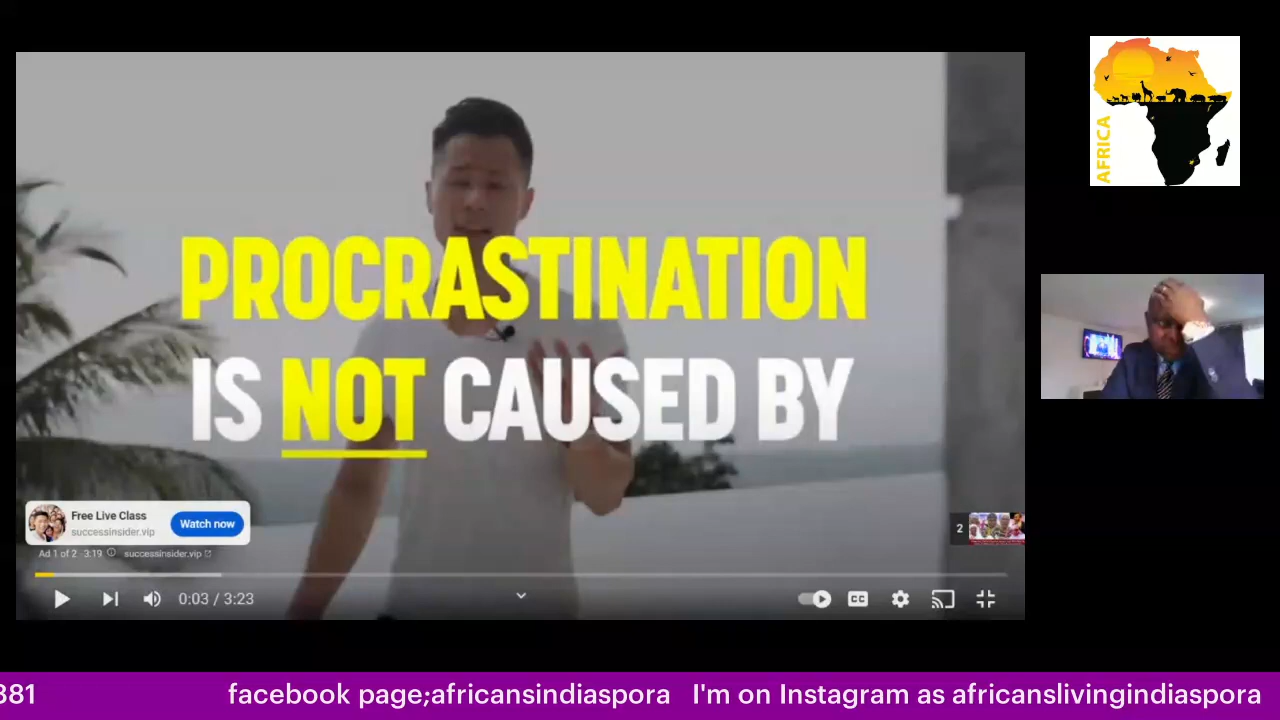 AFRICA
PROCRASTINATION
IS NOT CAUSED BY
Free Live Class
successinsider.vip
Watch now
Ad 1 of 2 · 3:19 successinsider.vip
2
0:03 / 3:23
CC
381 facebook page;africansindiaspora I'm on Instagram as africanslivingindiaspora